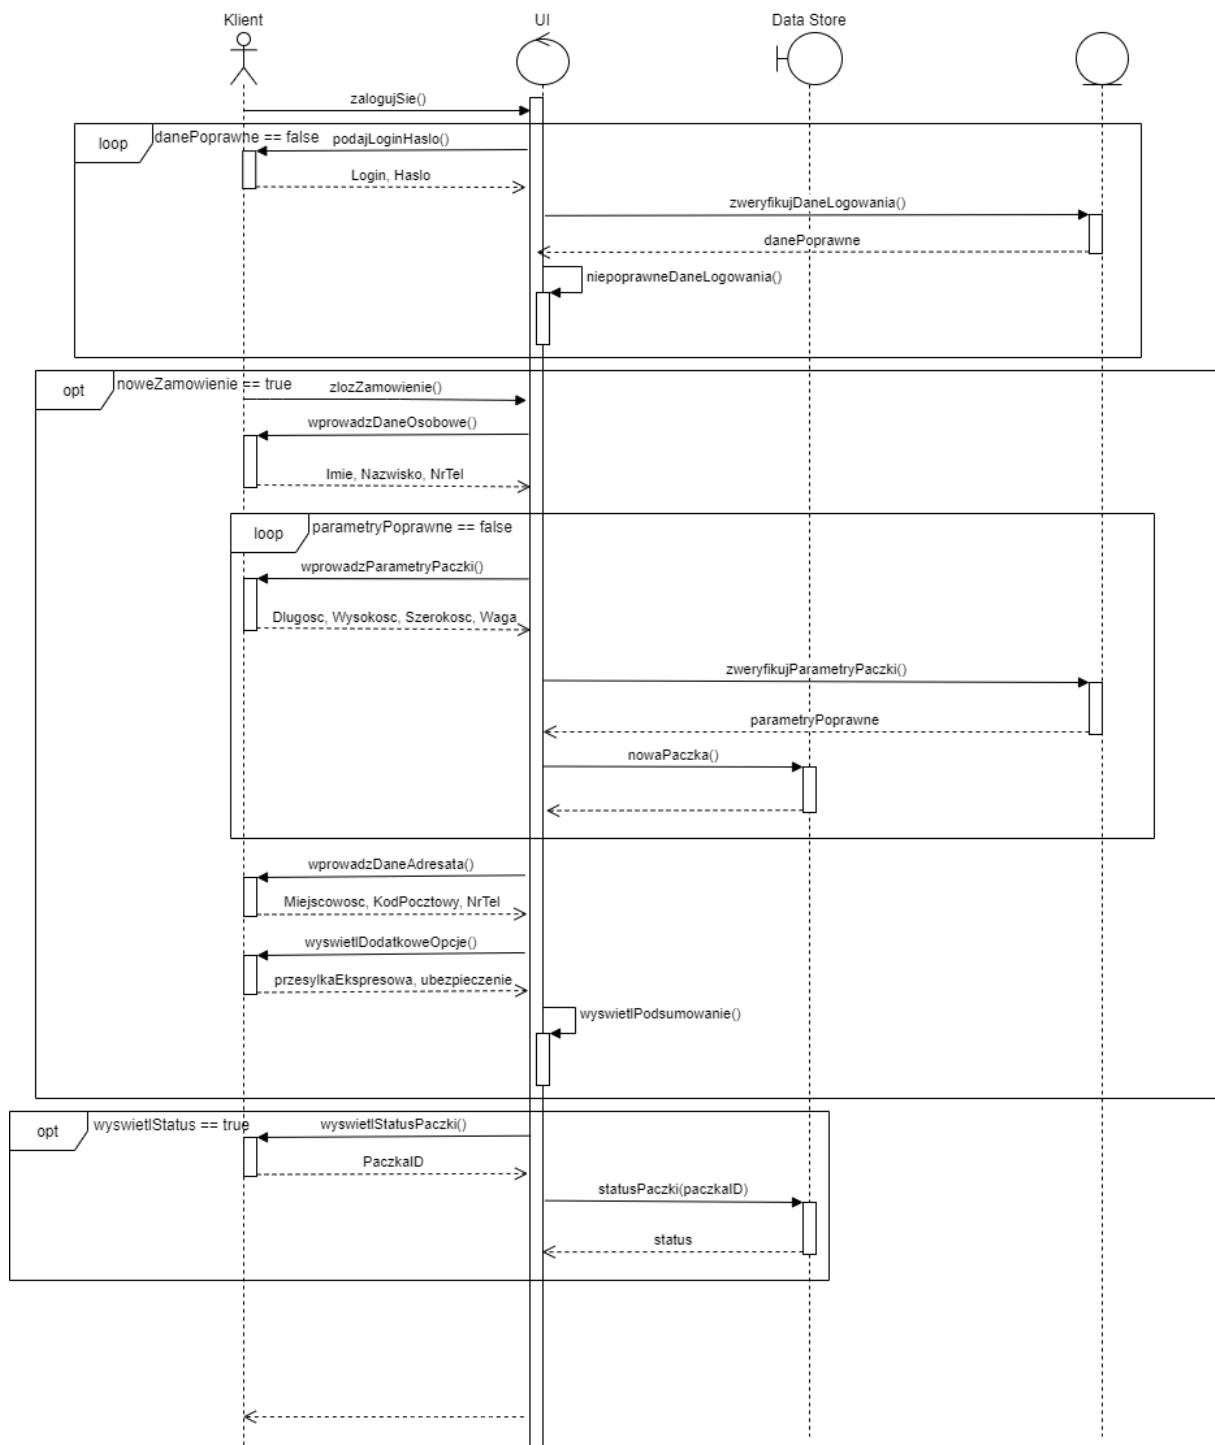 Klient
UI
Data Store
zalogujSie()
loop
danePoprawne == false
podajLoginHaslo()
Login, Haslo
zweryfikujDaneLogowania()
danePoprawne
niepoprawneDaneLogowania()
opt
noweZamowienie == true
zlozZamowienie()
wprowadzDaneOsobowe()
Imie, Nazwisko, NrTel
loop
parametryPoprawne == false
wprowadzParametryPaczki()
Dlugosc, Wysokosc, Szerokosc, Waga
zweryfikujParametryPaczki()
parametryPoprawne
nowaPaczka()
wprowadzDaneAdresata()
Miejscowosc, KodPocztowy, NrTel
wyswietlDodatkoweOpcje()
przesylkaEkspresowa, ubezpieczenie
wyswietlPodsumowanie()
opt
wyswietlStatus == true
wyswietlStatusPaczki()
PaczkaID
statusPaczki(paczkaID)
status